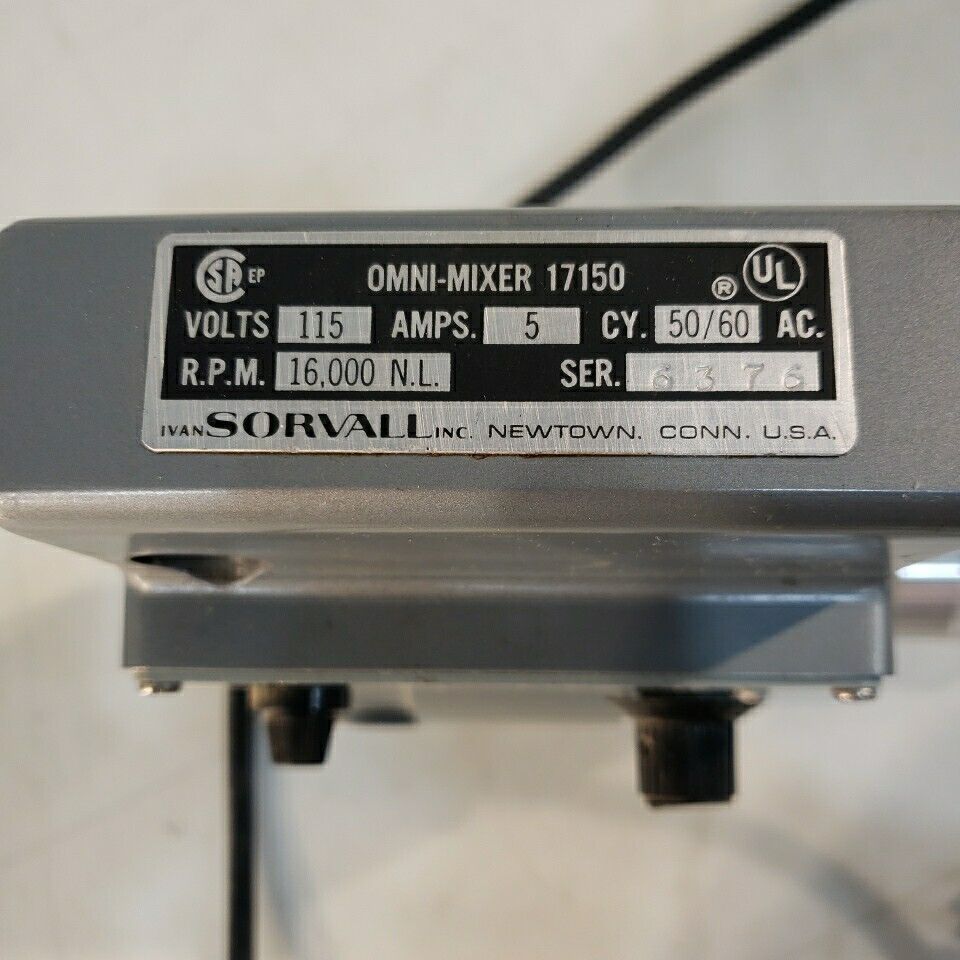 SA EP OMNI-MIXER 17150 ® UL
VOLTS 115 AMPS. 5 CY. 50/60 AC.
R.P.M. 16,000 N.L. SER. 6376
IVAN SORVALL INC. NEWTOWN, CONN. U.S.A.